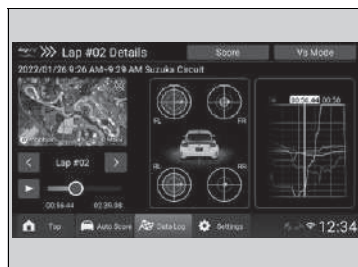 Lap #02 Details
Score
Vs Mode
2022/01/26 9:26 AM~9:29 AM Suzuka Circuit
FL
FR
RL
RR
00:56.44 00:58
Lap #02
00:56.44
02:39.98
Top
Auto Score
Data Log
Settings
12:34